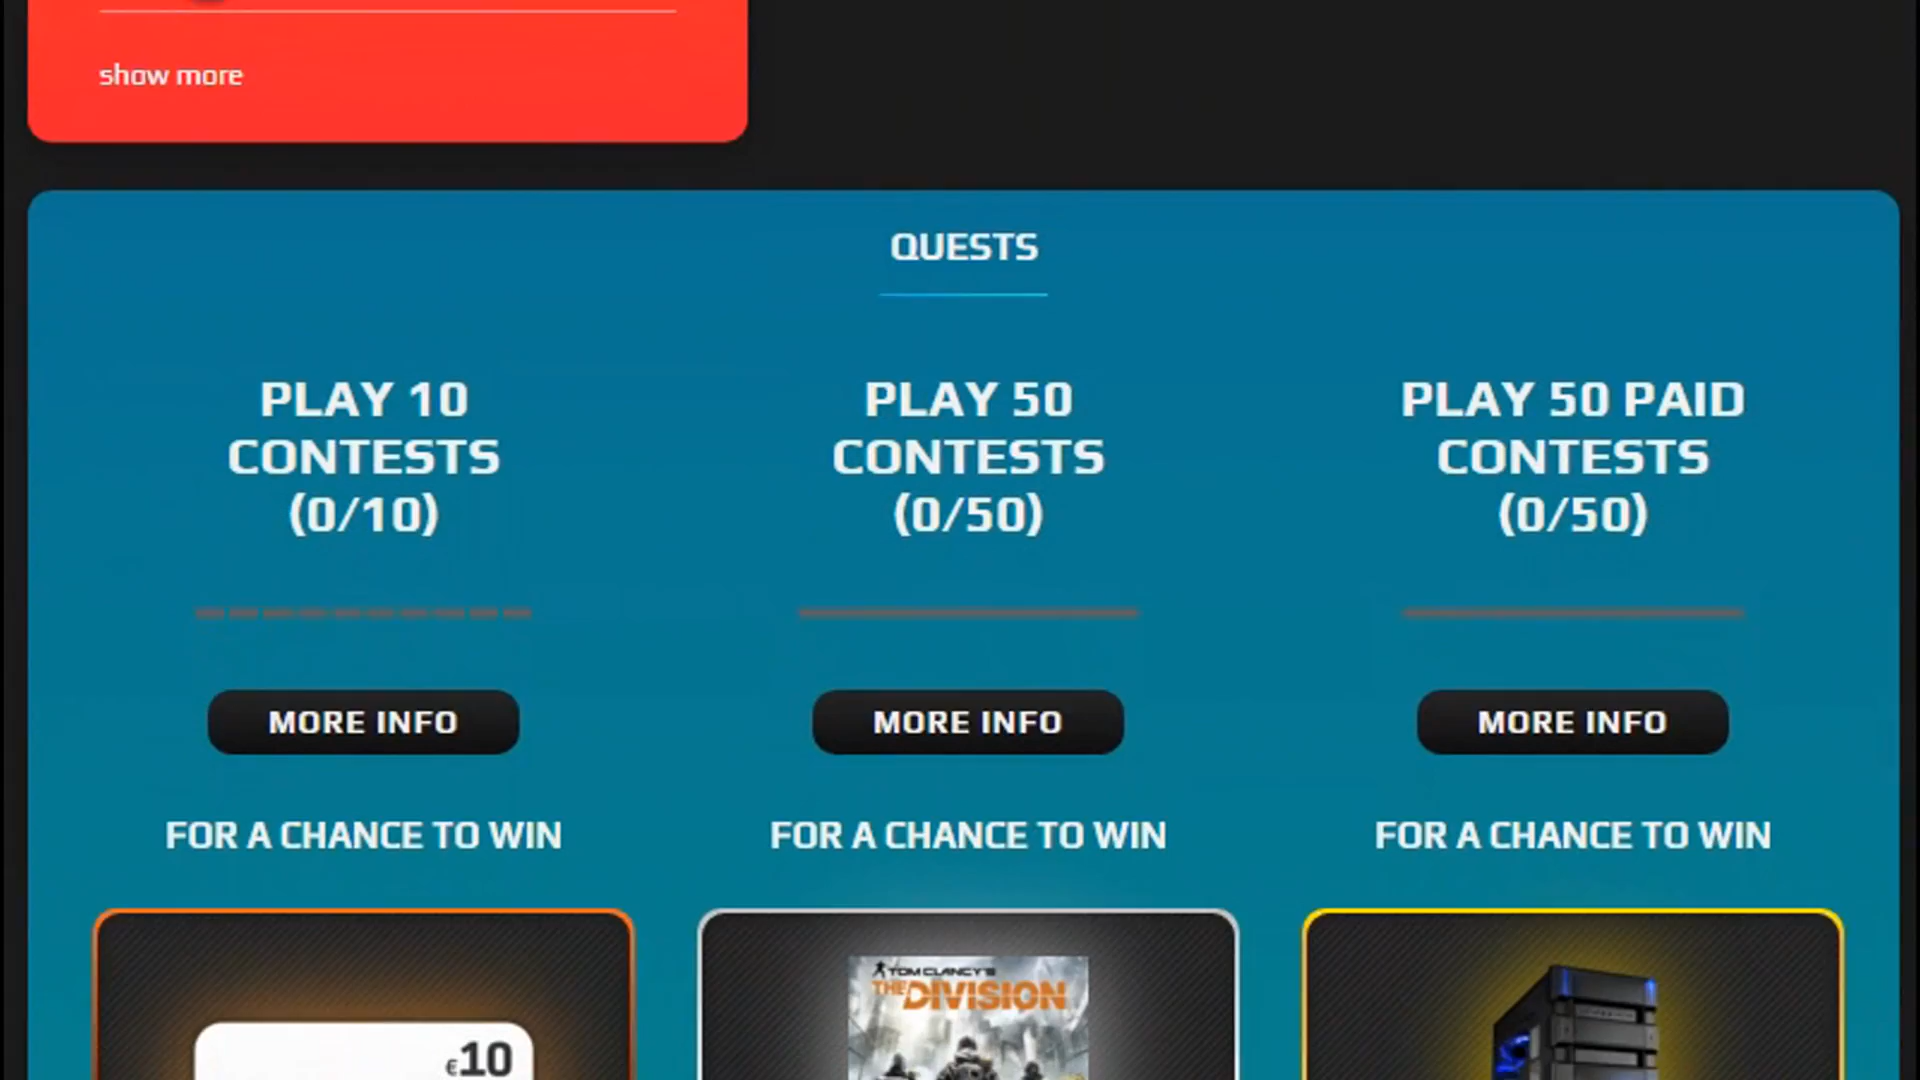 show more
QUESTS
PLAY 10
CONTESTS
(0/10)
MORE INFO
FOR A CHANCE TO WIN
€10
PLAY 50
CONTESTS
(0/50)
MORE INFO
FOR A CHANCE TO WIN
TOM CLANCY'S
THE DIVISION
PLAY 50 PAID
CONTESTS
(0/50)
MORE INFO
FOR A CHANCE TO WIN